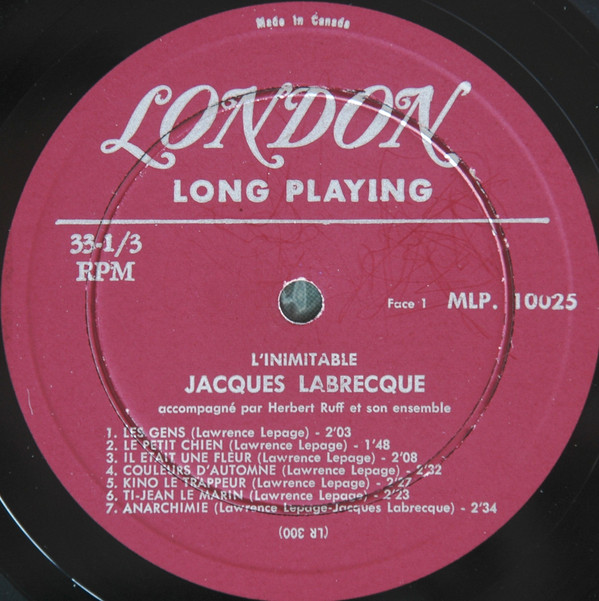 Made in Canada
LONDON
LONG PLAYING
33-1/3
RPM
Face 1 MLP. 10025
L'INIMITABLE
JACQUES LABRECQUE
accompagné par Herbert Ruff et son ensemble
1. LES GENS (Lawrence Lepage) - 2'03
2. LE PETIT CHIEN (Lawrence Lepage) - 1'48
3. IL ETAIT UNE FLEUR (Lawrence Lepage) - 2'08
4. COULEURS D'AUTOMNE (Lawrence Lepage) - 2'32
5. KINO LE TRAPPEUR (Lawrence Lepage) - 2'27
6. TI-JEAN LE MARIN (Lawrence Lepage) - 2'23
7. ANARCHIMIE (Lawrence Lepage-Jacques Labrecque) - 2'34
(LR 300)